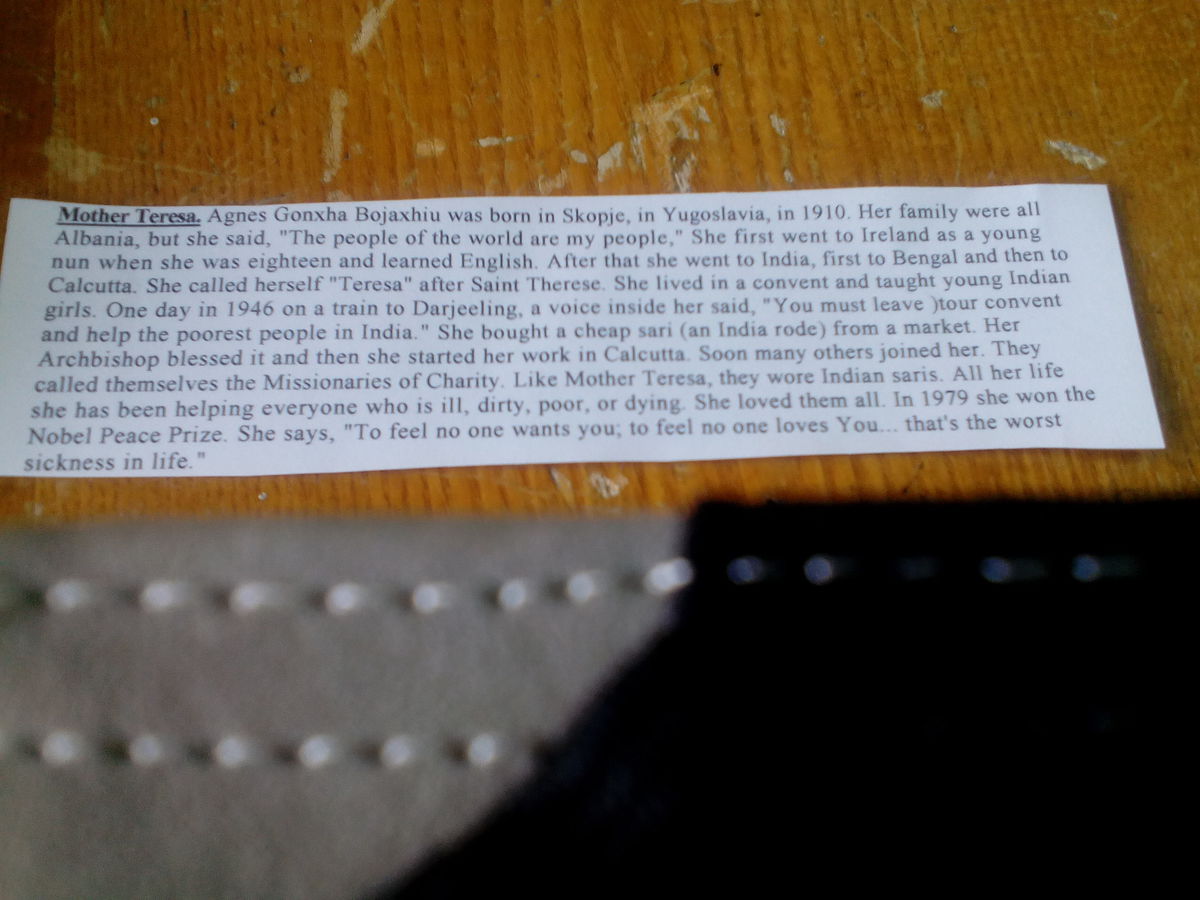 Mother Teresa. Agnes Gonxha Bojaxhiu was born in Skopje, in Yugoslavia, in 1910. Her family were all
Albania, but she said, "The people of the world are my people," She first went to Ireland as a young
nun when she was eighteen and learned English. After that she went to India, first to Bengal and then to
Calcutta. She called herself "Teresa" after Saint Therese. She lived in a convent and taught young Indian
girls. One day in 1946 on a train to Darjeeling, a voice inside her said, "You must leave )tour convent
and help the poorest people in India." She bought a cheap sari (an India rode) from a market. Her
Archbishop blessed it and then she started her work in Calcutta. Soon many others joined her. They
called themselves the Missionaries of Charity. Like Mother Teresa, they wore Indian saris. All her life
she has been helping everyone who is ill, dirty, poor, or dying. She loved them all. In 1979 she won the
Nobel Peace Prize. She says, "To feel no one wants you; to feel no one loves You... that's the worst
sickness in life."